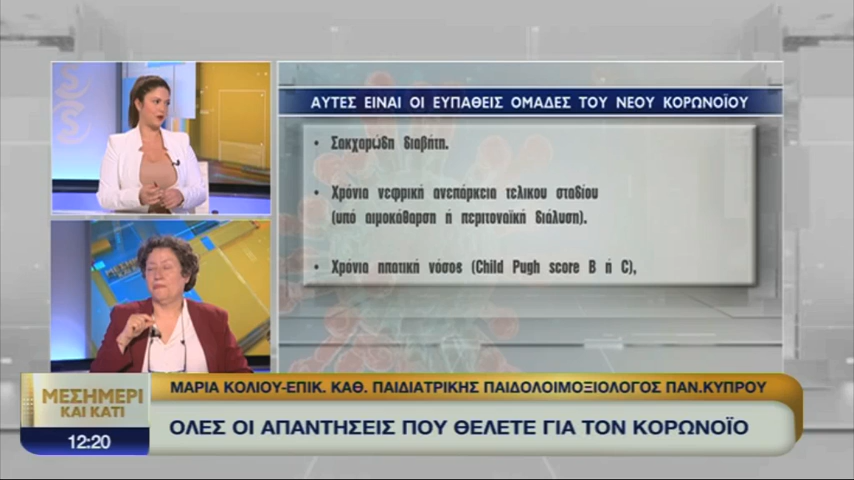 ΑΥΤΕΣ ΕΙΝΑΙ ΟΙ ΕΥΠΑΘΕΙΣ ΟΜΑΔΕΣ ΤΟΥ ΝΕΟΥ ΚΟΡΩΝΟΪΟΥ
• Σακχαρώδη διαβήτη.
• Χρόνια νεφρική ανεπάρκεια τελικου σταδίου
(υπό αιμοκάθαρση ή περιτοναϊκή διάλυση).
• Χρόνια ηπατική νόσος (Child Pugh score B ή C),
ΜΑΡΙΑ ΚΟΛΙΟΥ-ΕΠΙΚ. ΚΑΘ. ΠΑΙΔΙΑΤΡΙΚΗΣ ΠΑΙΔΟΛΟΙΜΟΞΙΟΛΟΓΟΣ ΠΑΝ.ΚΥΠΡΟΥ
ΜΕΣΗΜΕΡΙ
ΚΑΙ ΚΑΤΙ
ΟΛΕΣ ΟΙ ΑΠΑΝΤΗΣΕΙΣ ΠΟΥ ΘΕΛΕΤΕ ΓΙΑ ΤΟΝ ΚΟΡΩΝΟΪΟ
12:20